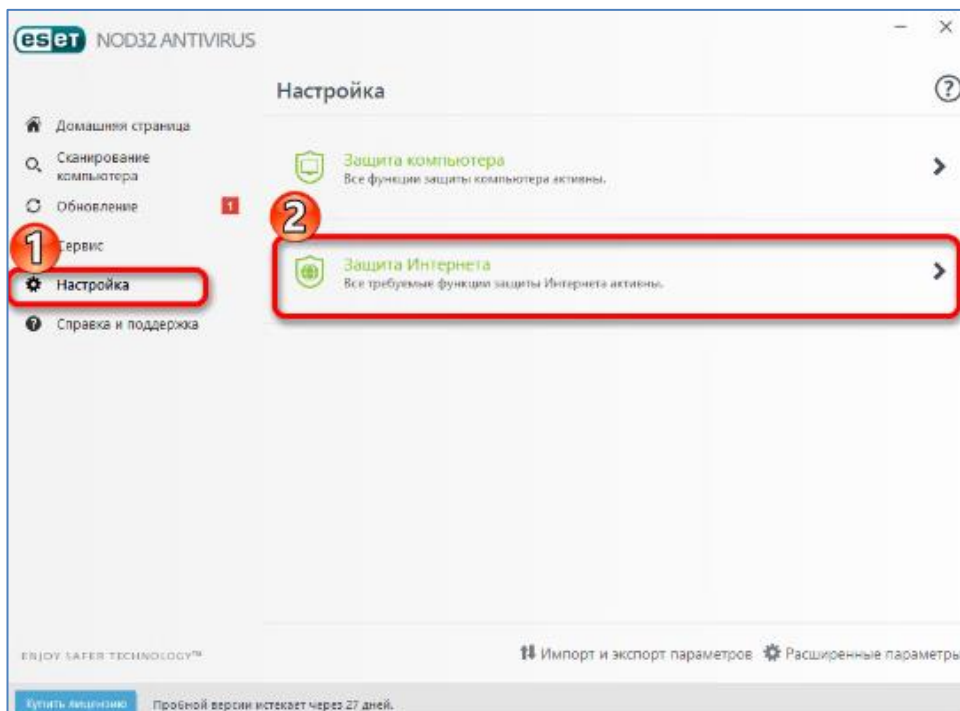 eset NOD32 ANTIVIRUS
Настройка
Домашняя страница
Сканирование
компьютера
Обновление 1
Сервис
Настройка
Справка и поддержка
1
2
Защита компьютера
Все функции защиты компьютера активны.
Защита Интернета
Все требуемые функции защиты Интернета активны.
ENJOY SAFER TECHNOLOGY™
Импорт и экспорт параметров Расширенные параметры
Купить лицензию Пробной версии истекает через 27 дней.